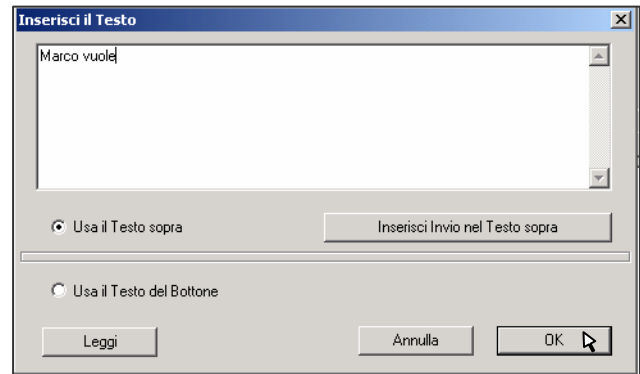 Inserisci il Testo
Marco vuole
Usa il Testo sopra
Inserisci Invio nel Testo sopra
Usa il Testo del Bottone
Leggi
Annulla
OK